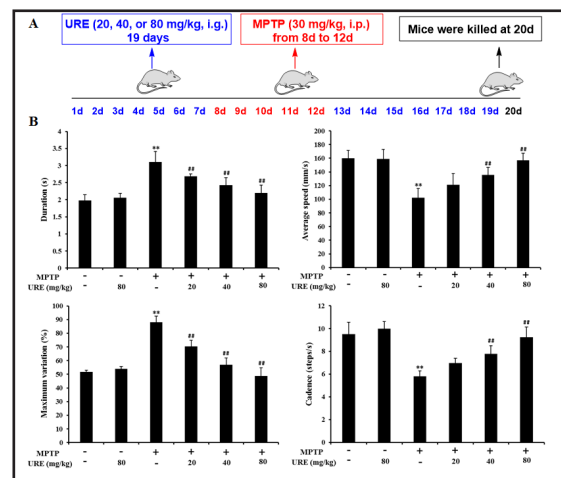 A
URE (20, 40, or 80 mg/kg, i.g.)
19 days
MPTP (30 mg/kg, i.p.)
from 8d to 12d
Mice were killed at 20d
1d 2d 3d 4d 5d 6d 7d 8d 9d 10d 11d 12d 13d 14d 15d 16d 17d 18d 19d 20d
B
Duration (s)
4
3.5
3
2.5
2
1.5
1
0.5
0
**
##
##
##
MPTP - - + + + +
URE (mg/kg) - 80 - 20 40 80
Average speed (mm/s)
180
160
140
120
100
80
60
40
20
0
**
##
##
MPTP - - + + + +
URE (mg/kg) - 80 - 20 40 80
Maximum variation (%)
100
90
80
70
60
50
40
30
20
10
0
**
##
##
##
MPTP - - + + + +
URE (mg/kg) - 80 - 20 40 80
Cadence (steps/s)
12
10
8
6
4
2
0
**
##
##
MPTP - - + + + +
URE (mg/kg) - 80 - 20 40 80